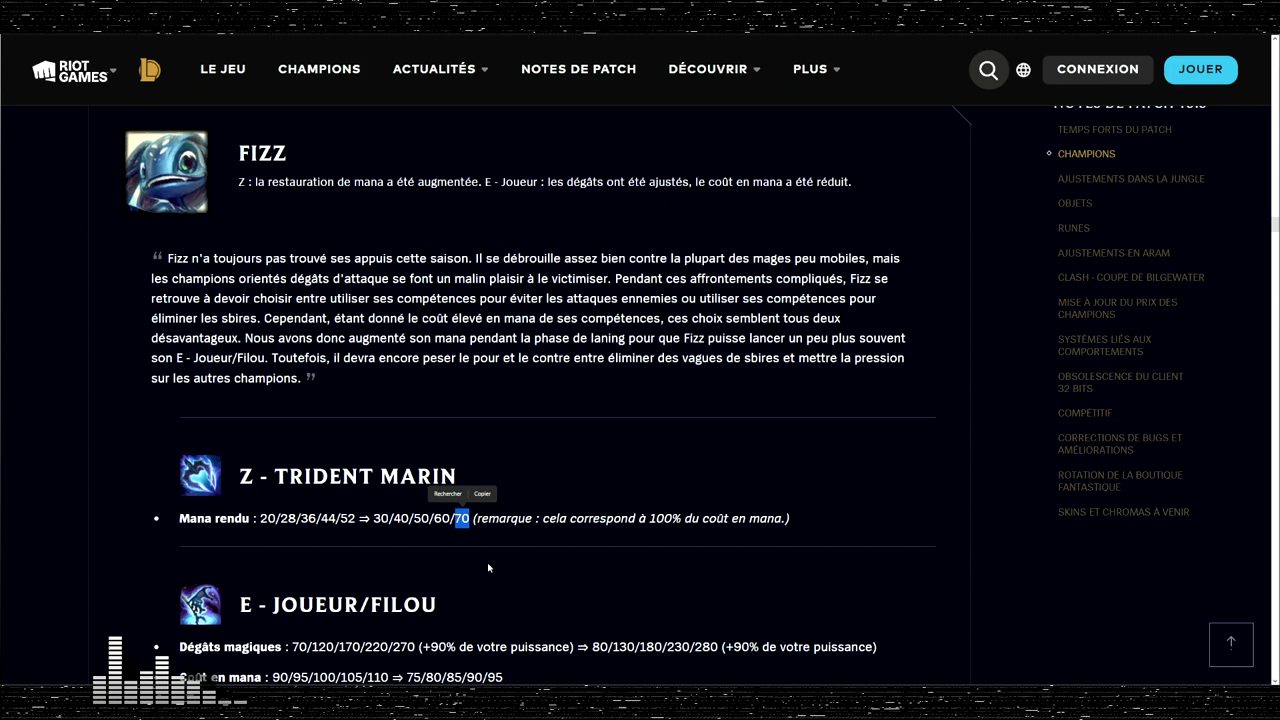 RIOT GAMES
LE JEU
CHAMPIONS
ACTUALITÉS
NOTES DE PATCH
DÉCOUVRIR
PLUS
CONNEXION
JOUER
FIZZ
Z : la restauration de mana a été augmentée. E - Joueur : les dégâts ont été ajustés, le coût en mana a été réduit.
“ Fizz n'a toujours pas trouvé ses appuis cette saison. Il se débrouille assez bien contre la plupart des mages peu mobiles, mais
les champions orientés dégâts d'attaque se font un malin plaisir à le victimiser. Pendant ces affrontements compliqués, Fizz se
retrouve à devoir choisir entre utiliser ses compétences pour éviter les attaques ennemies ou utiliser ses compétences pour
éliminer les sbires. Cependant, étant donné le coût élevé en mana de ses compétences, ces choix semblent tous deux
désavantageux. Nous avons donc augmenté son mana pendant la phase de laning pour que Fizz puisse lancer un peu plus souvent
son E - Joueur/Filou. Toutefois, il devra encore peser le pour et le contre entre éliminer des vagues de sbires et mettre la pression
sur les autres champions. ”
Z - TRIDENT MARIN
Rechercher | Copier
• Mana rendu : 20/28/36/44/52 ⇒ 30/40/50/60/70 (remarque : cela correspond à 100% du coût en mana.)
E - JOUEUR/FILOU
• Dégâts magiques : 70/120/170/220/270 (+90% de votre puissance) ⇒ 80/130/180/230/280 (+90% de votre puissance)
Coût en mana : 90/95/100/105/110 ⇒ 75/80/85/90/95
TEMPS FORTS DU PATCH
CHAMPIONS
AJUSTEMENTS DANS LA JUNGLE
OBJETS
RUNES
AJUSTEMENTS EN ARAM
CLASH - COUPE DE BILGEWATER
MISE À JOUR DU PRIX DES
CHAMPIONS
SYSTÈMES LIÉS AUX
COMPORTEMENTS
OBSOLESCENCE DU CLIENT
32 BITS
COMPÉTITIF
CORRECTIONS DE BUGS ET
AMÉLIORATIONS
ROTATION DE LA BOUTIQUE
FANTASTIQUE
SKINS ET CHROMAS À VENIR